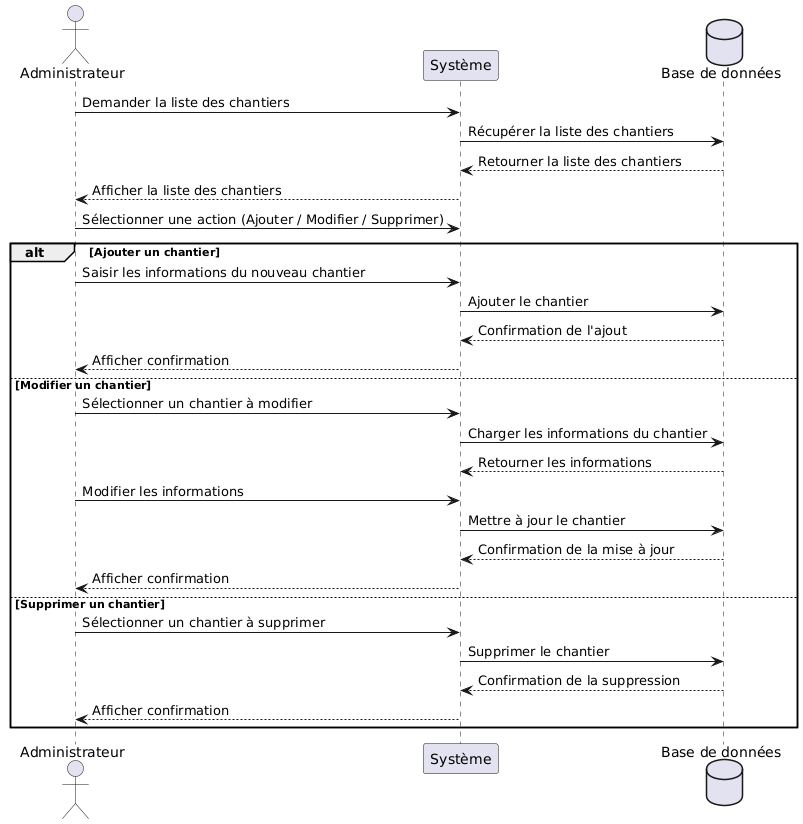 Administrateur
Système
Base de données
Demander la liste des chantiers
Récupérer la liste des chantiers
Retourner la liste des chantiers
Afficher la liste des chantiers
Sélectionner une action (Ajouter / Modifier / Supprimer)
alt [Ajouter un chantier]
Saisir les informations du nouveau chantier
Ajouter le chantier
Confirmation de l'ajout
Afficher confirmation
[Modifier un chantier]
Sélectionner un chantier à modifier
Charger les informations du chantier
Retourner les informations
Modifier les informations
Mettre à jour le chantier
Confirmation de la mise à jour
Afficher confirmation
[Supprimer un chantier]
Sélectionner un chantier à supprimer
Supprimer le chantier
Confirmation de la suppression
Afficher confirmation
Administrateur
Système
Base de données